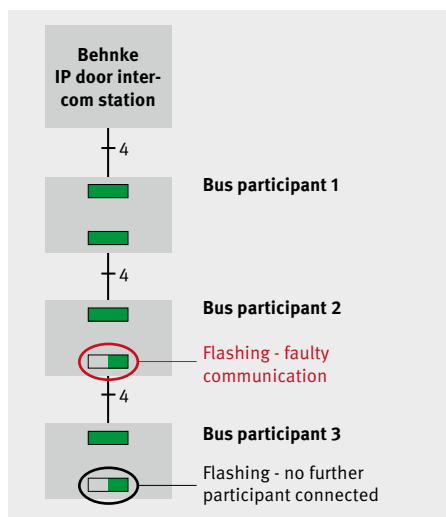 Behnke
IP door inter-
com station
4
Bus participant 1
4
Bus participant 2
Flashing - faulty
communication
4
Bus participant 3
Flashing - no further
participant connected